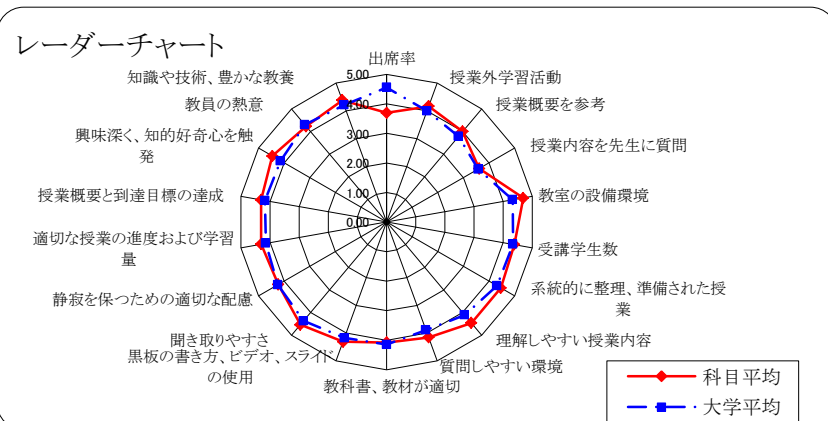 レーダーチャート
出席率
授業外学習活動
授業概要を参考
授業内容を先生に質問
教室の設備環境
受講学生数
系統的に整理、準備された授
業
理解しやすい授業内容
質問しやすい環境
教科書、教材が適切
黒板の書き方、ビデオ、スライド
の使用
聞き取りやすさ
静寂を保つための適切な配慮
適切な授業の進度および学習
量
授業概要と到達目標の達成
興味深く、知的好奇心を触
発
教員の熱意
知識や技術、豊かな教養
5.00
4.00
3.00
2.00
1.00
0.00
科目平均
大学平均